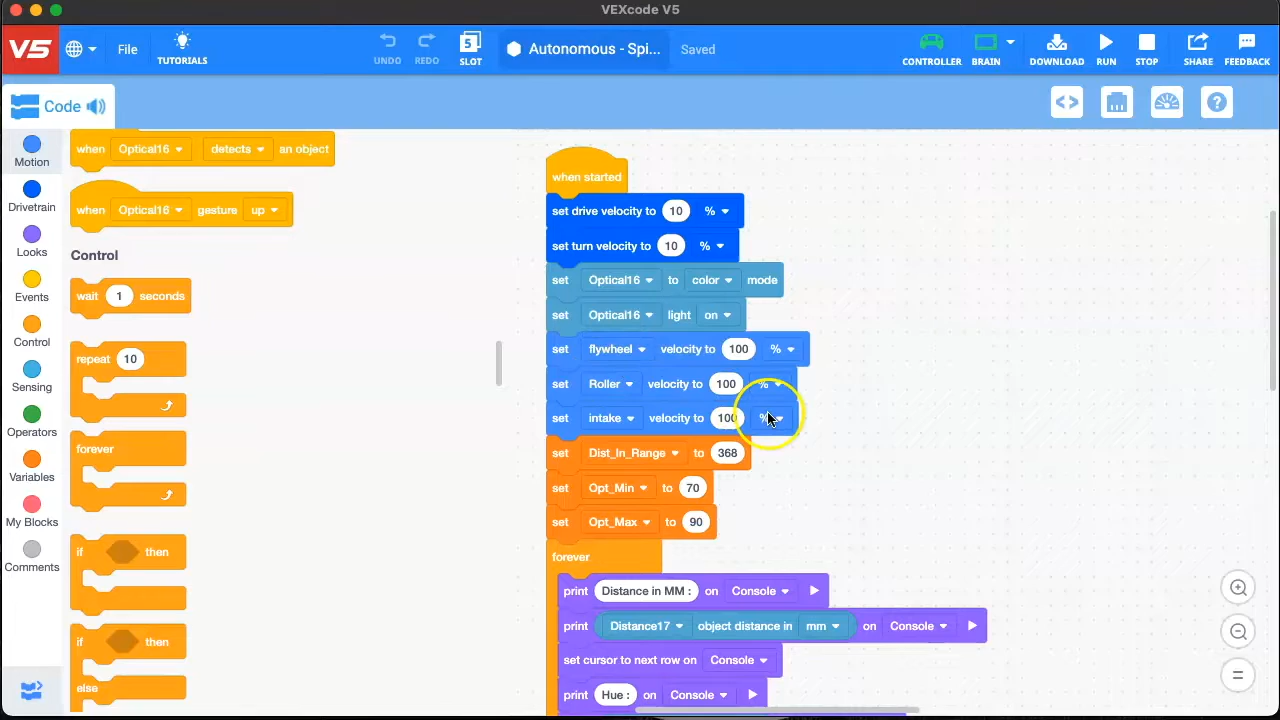 VEXcode V5
V5
File
TUTORIALS
UNDO
REDO
SLOT
Autonomous - Spi...
Saved
CONTROLLER
BRAIN
DOWNLOAD
RUN
STOP
SHARE
FEEDBACK
Code
Motion
Drivetrain
Looks
Events
Control
Sensing
Operators
Variables
My Blocks
Comments
when Optical16 detects an object
when Optical16 gesture up
Control
wait 1 seconds
repeat 10
forever
if then
if then
else
when started
set drive velocity to 10 %
set turn velocity to 10 %
set Optical16 to color mode
set Optical16 light on
set flywheel velocity to 100 %
set Roller velocity to 100 %
set intake velocity to 100 %
set Dist_In_Range to 368
set Opt_Min to 70
set Opt_Max to 90
forever
print Distance in MM : on Console
print Distance17 object distance in mm on Console
set cursor to next row on Console
print Hue : on Console